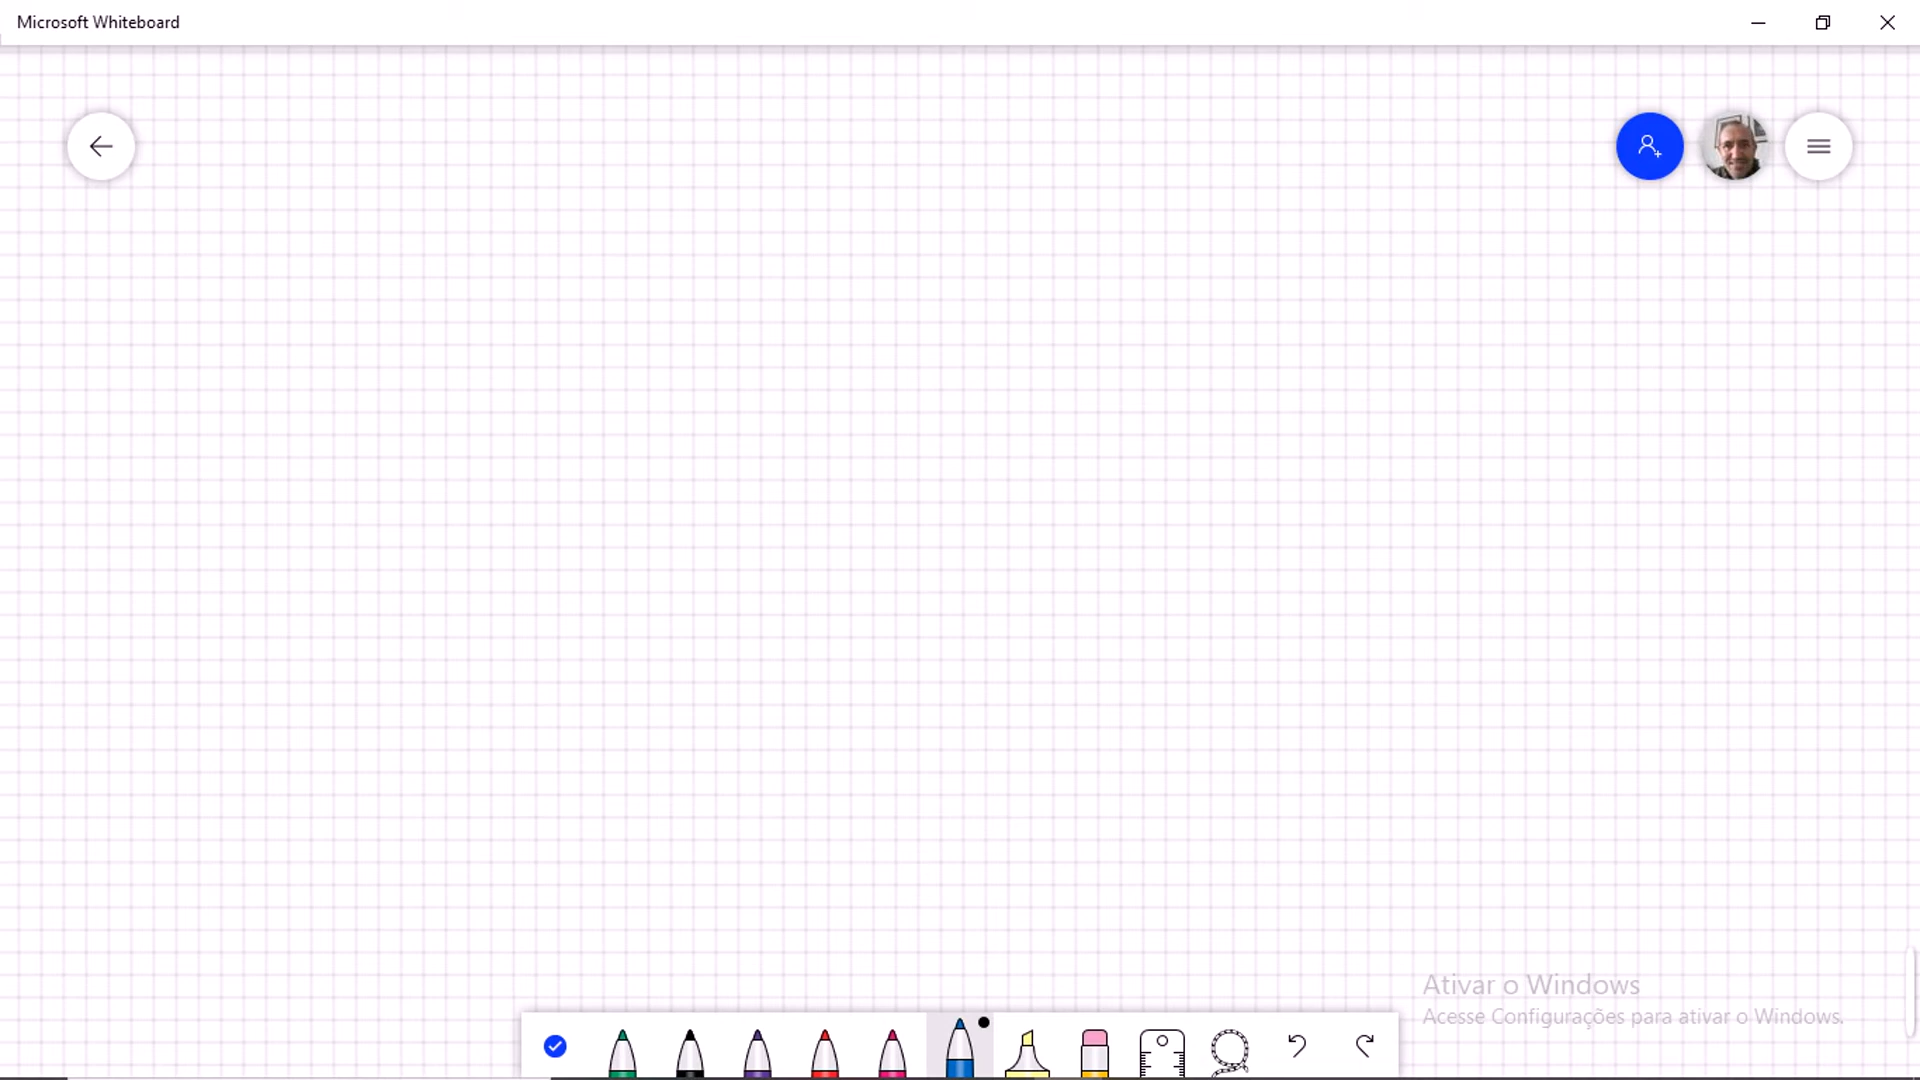 Microsoft Whiteboard
Ativar o Windows
Acesse Configurações para ativar o Windows.